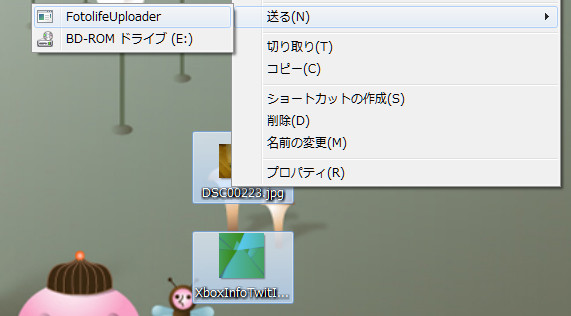 FotolifeUploader
BD-ROM ドライブ (E:)
送る(N)
切り取り(T)
コピー(C)
ショートカットの作成(S)
削除(D)
名前の変更(M)
プロパティ(R)
DSC00223.jpg
XboxInfoTwitI...